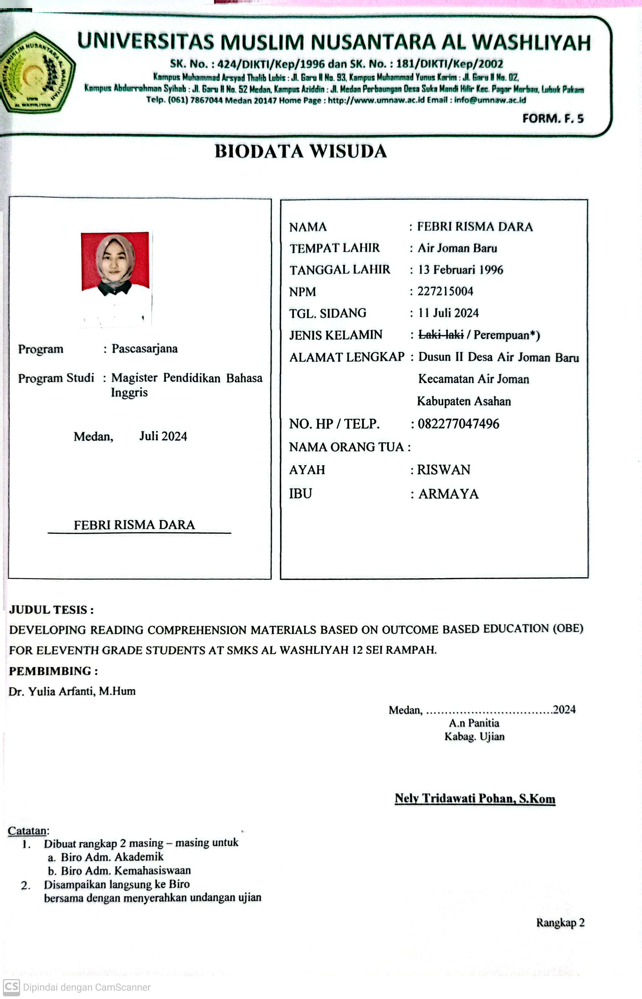 UNIVERSITAS MUSLIM NUSANTARA AL WASHLIYAH
SK. No. : 424/DIKTI/Kep/1996 dan SK. No. : 181/DIKTI/Kep/2002
Kampus Muhammad Arsyad Thalib Lubis : Jl. Garu II No. 93, Kampus Muhammad Yunus Karim : Jl. Garu II No. 02,
Kampus Abdurrahman Syihab : Jl. Garu II No. 52 Medan, Kampus Aziddin : Jl. Medan Perbaungan Desa Suka Mandi Hilir Kec. Pagar Merbau, Lubuk Pakam
Telp. (061) 7867044 Medan 20147 Home Page : http://www.umnaw.ac.id Email : info@umnaw.ac.id
UNIVERSITAS MUSLIM NUSANTARA AL WASHLIYAH
UMN
AL WASHLIYAH
FORM. F. 5
BIODATA WISUDA
Program : Pascasarjana
Program Studi : Magister Pendidikan Bahasa
Inggris
Medan, Juli 2024
FEBRI RISMA DARA
NAMA : FEBRI RISMA DARA
TEMPAT LAHIR : Air Joman Baru
TANGGAL LAHIR : 13 Februari 1996
NPM : 227215004
TGL. SIDANG : 11 Juli 2024
JENIS KELAMIN : Laki-laki / Perempuan*)
ALAMAT LENGKAP : Dusun II Desa Air Joman Baru
Kecamatan Air Joman
Kabupaten Asahan
NO. HP / TELP. : 082277047496
NAMA ORANG TUA :
AYAH : RISWAN
IBU : ARMAYA
JUDUL TESIS :
DEVELOPING READING COMPREHENSION MATERIALS BASED ON OUTCOME BASED EDUCATION (OBE)
FOR ELEVENTH GRADE STUDENTS AT SMKS AL WASHLIYAH 12 SEI RAMPAH.
PEMBIMBING :
Dr. Yulia Arfanti, M.Hum
Medan, ..................................2024
A.n Panitia
Kabag. Ujian
Nely Tridawati Pohan, S.Kom
Catatan:
1. Dibuat rangkap 2 masing – masing untuk
a. Biro Adm. Akademik
b. Biro Adm. Kemahasiswaan
2. Disampaikan langsung ke Biro
bersama dengan menyerahkan undangan ujian
Rangkap 2
CS Dipindai dengan CamScanner